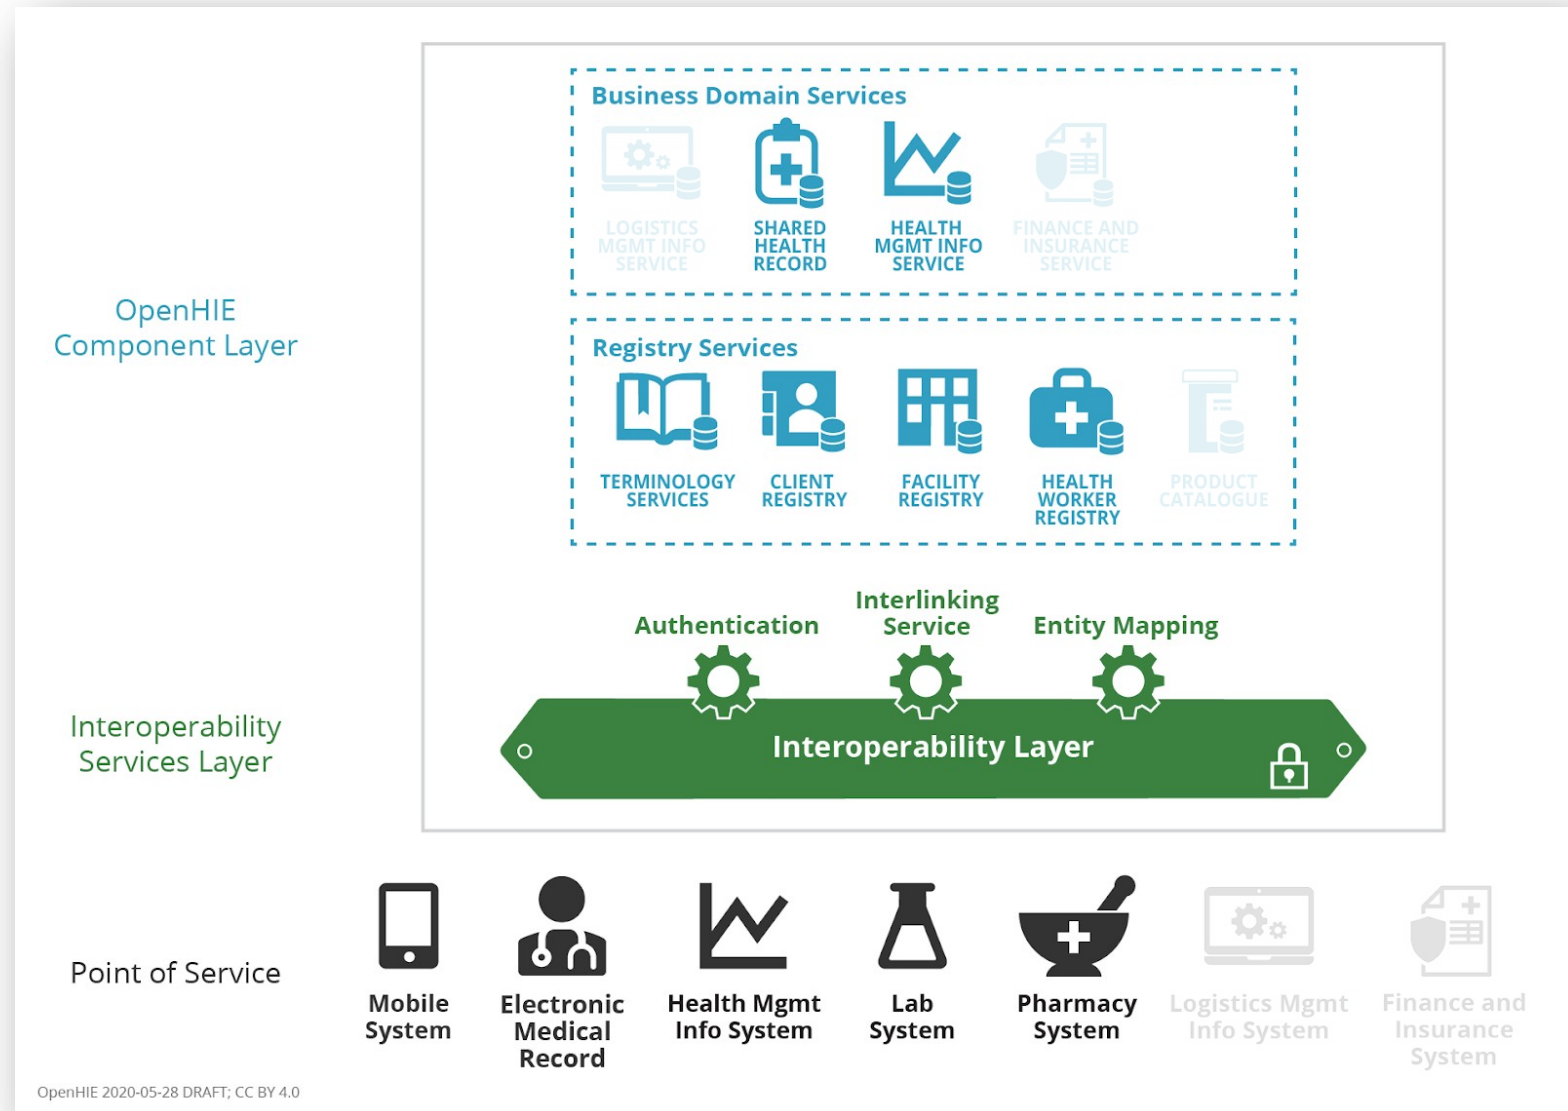 Business Domain Services
LOGISTICS
MGMT INFO
SERVICE
SHARED
HEALTH
RECORD
HEALTH
MGMT INFO
SERVICE
FINANCE AND
INSURANCE
SERVICE
OpenHIE
Component Layer
Registry Services
TERMINOLOGY
SERVICES
CLIENT
REGISTRY
FACILITY
REGISTRY
HEALTH
WORKER
REGISTRY
PRODUCT
CATALOGUE
Authentication
Interlinking
Service
Entity Mapping
Interoperability
Services Layer
Interoperability Layer
Point of Service
Mobile
System
Electronic
Medical
Record
Health Mgmt
Info System
Lab
System
Pharmacy
System
Logistics Mgmt
Info System
Finance and
Insurance
System
OpenHIE 2020-05-28 DRAFT; CC BY 4.0